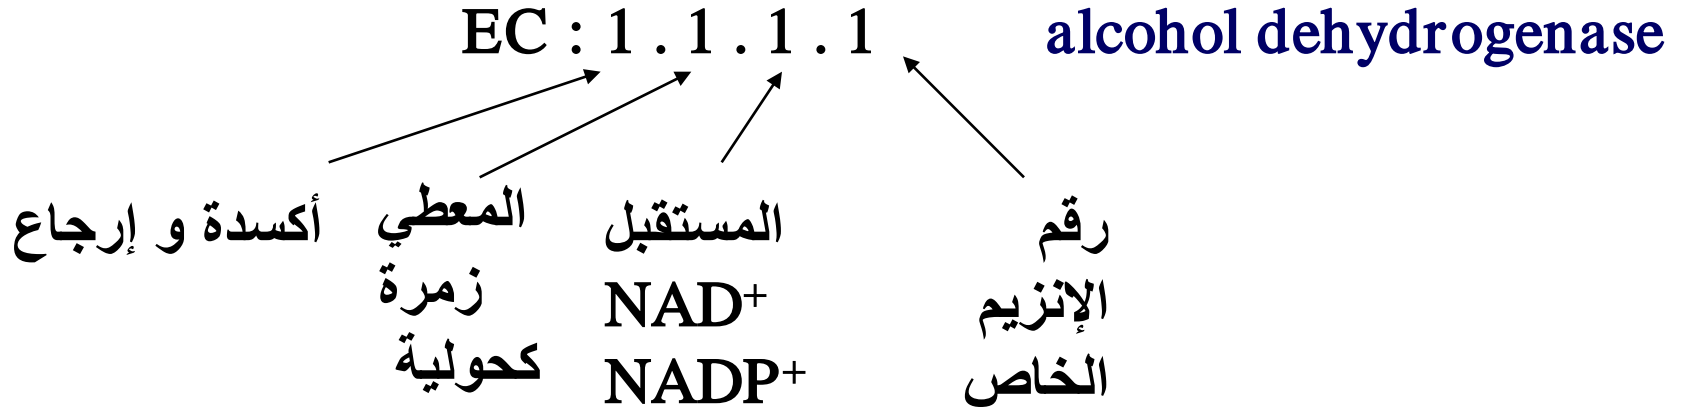 EC : 1 . 1 . 1 . 1 alcohol dehydrogenase
أكسدة و إرجاع
المعطي
زمرة
كحولية
المستقبل
NAD⁺
NADP⁺
رقم
الإنزيم
الخاص